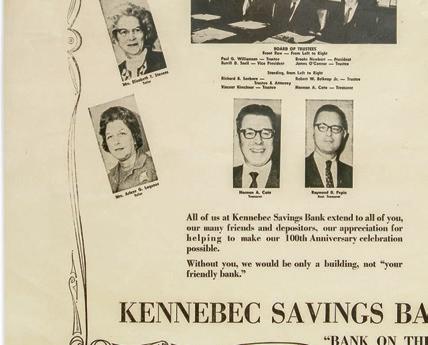 BOARD OF TRUSTEES
Front Row — From Left to Right
Paul G. Williamson — Trustee
Brooks Newbert — President
Burrill D. Snell — Vice President
James O'Connor — Trustee
Standing, from Left to Right
Richard B. Sanborn —
Trustee & Attorney
Robert W. Belknap Jr. — Trustee
Vincent Hinschner — Trustee
Norman A. Cote — Treasurer
Mrs. Elizabeth T. Stevens
Teller
Mrs. Arlene G. Laguess
Teller
Norman A. Cote
Treasurer
Raymond G. Pepin
Asst. Treasurer
All of us at Kennebec Savings Bank extend to all of you,
our many friends and depositors, our appreciation for
helping to make our 100th Anniversary celebration
possible.
Without you, we would be only a building, not "your
friendly bank."
KENNEBEC SAVINGS BA
"BANK ON THE